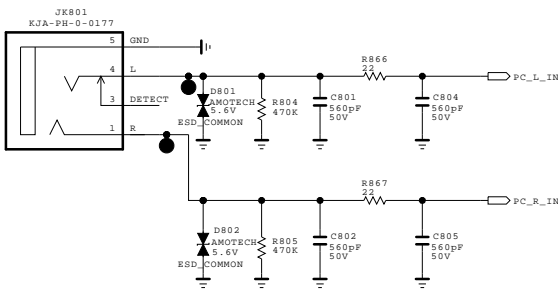 JK801
KJA-PH-0-0177
5 GND
4 L
3 DETECT
1 R
D801
AMOTECH
5.6V
ESD_COMMON
R804
470K
C801
560pF
50V
R866
22
C804
560pF
50V
PC_L_IN
D802
AMOTECH
5.6V
ESD_COMMON
R805
470K
C802
560pF
50V
R867
22
C805
560pF
50V
PC_R_IN